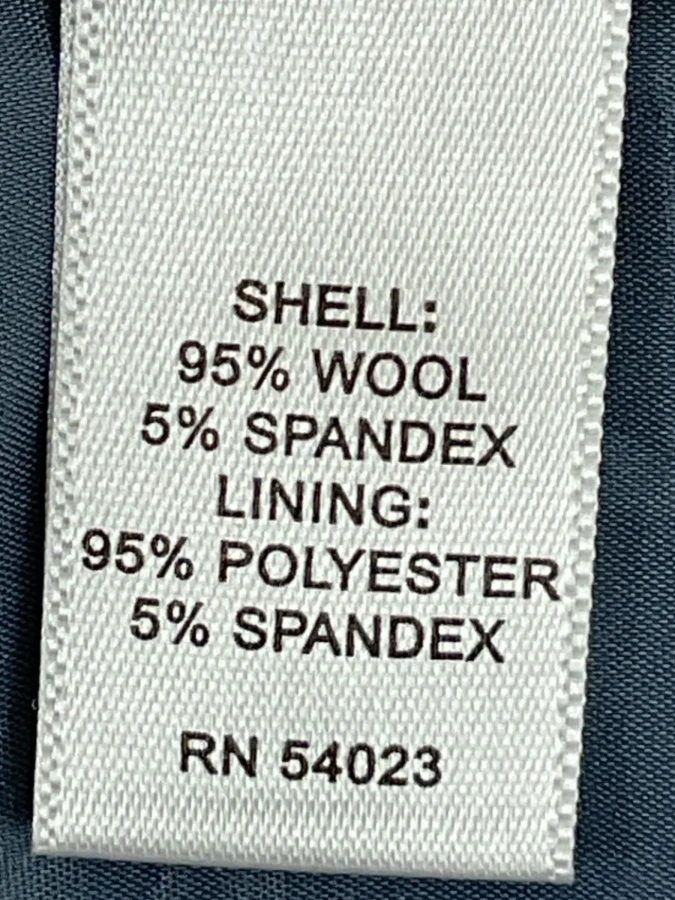 SHELL:
95% WOOL
5% SPANDEX
LINING:
95% POLYESTER
5% SPANDEX
RN 54023